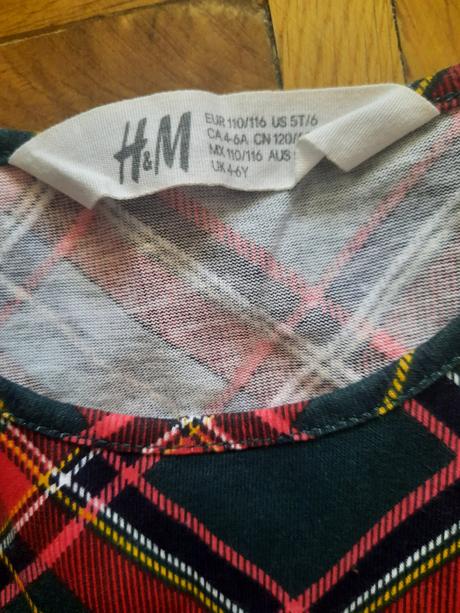 H&M
EUR 110/116 US 5T/6
CA 4-6A CN 120/
MX 110/116 AUS
UK 4-6Y